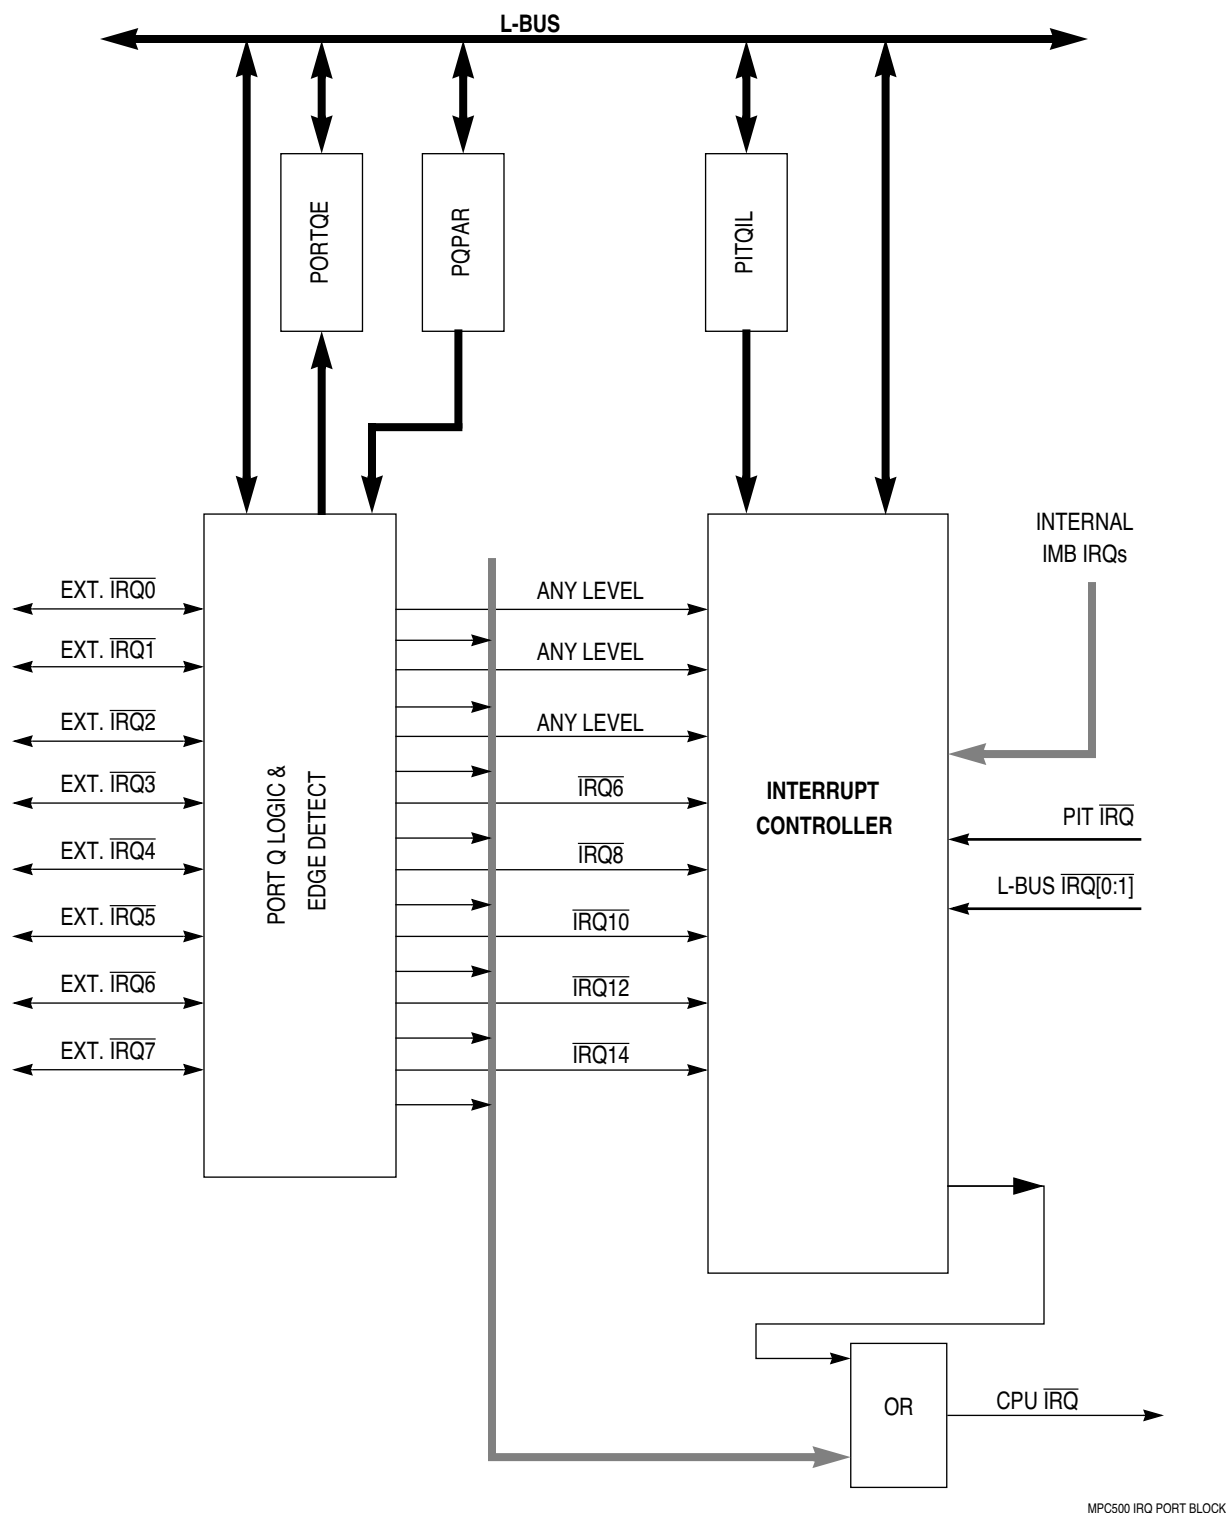 L-BUS
PORTQE
PQPAR
PITQIL
INTERNAL
IMB IRQs
EXT. IRQ0
ANY LEVEL
EXT. IRQ1
ANY LEVEL
EXT. IRQ2
ANY LEVEL
EXT. IRQ3
IRQ6
PORT Q LOGIC &
EDGE DETECT
INTERRUPT
CONTROLLER
PIT IRQ
EXT. IRQ4
IRQ8
L-BUS IRQ[0:1]
EXT. IRQ5
IRQ10
EXT. IRQ6
IRQ12
EXT. IRQ7
IRQ14
OR
CPU IRQ
MPC500 IRQ PORT BLOCK